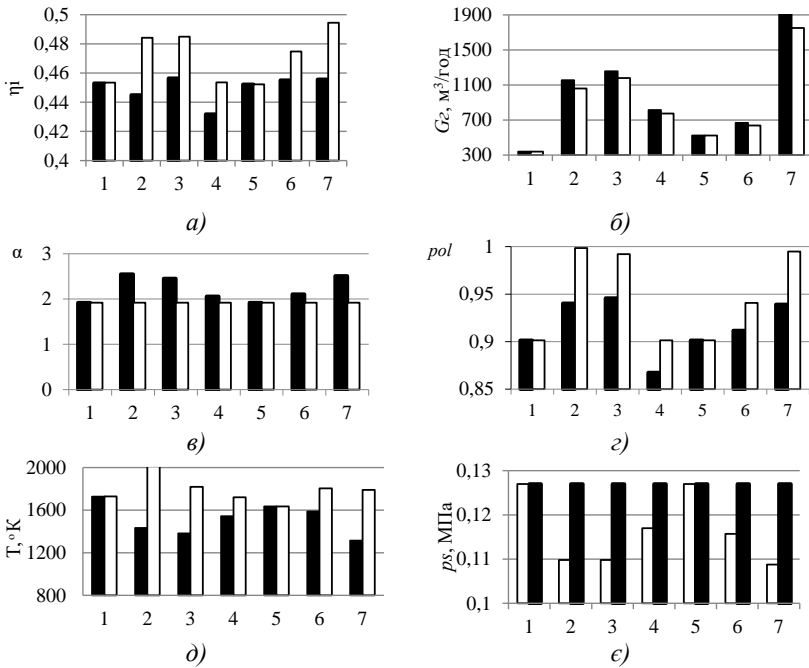 0,5
0,48
0,46
0,44
0,42
0,4
ηi
1 2 3 4 5 6 7
а)
1900
1500
1100
700
300
Gг, м³/год
1 2 3 4 5 6 7
б)
α
3
2
1
0
1 2 3 4 5 6 7
в)
pol
1
0,95
0,9
0,85
1 2 3 4 5 6 7
г)
2000
1600
1200
800
T,°К
1 2 3 4 5 6 7
д)
0,13
0,12
0,11
0,1
ps, МПа
1 2 3 4 5 6 7
є)